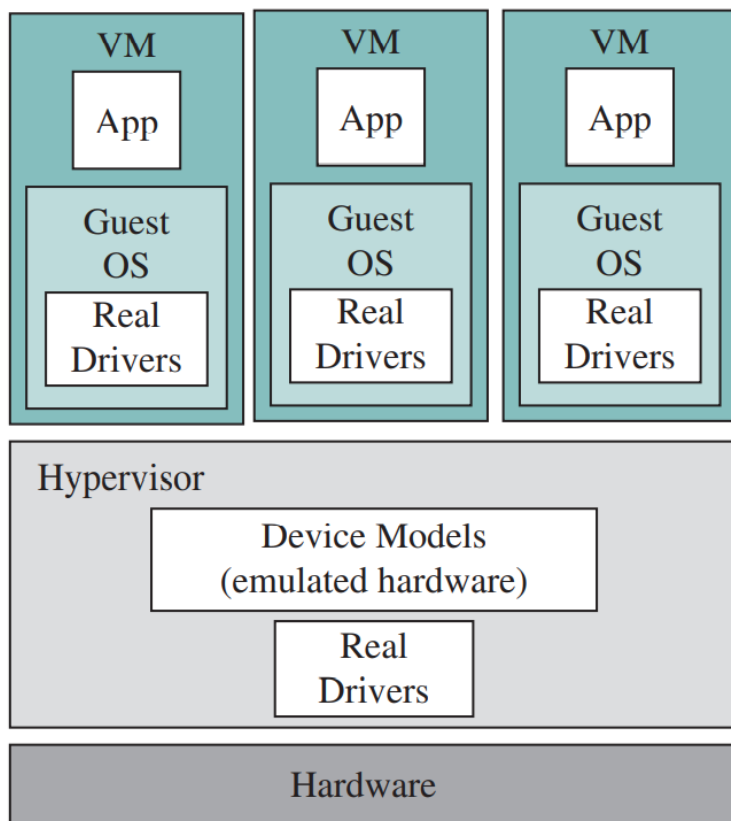 VM
App
Guest
OS
Real
Drivers
VM
App
Guest
OS
Real
Drivers
VM
App
Guest
OS
Real
Drivers
Hypervisor
Device Models
(emulated hardware)
Real
Drivers
Hardware